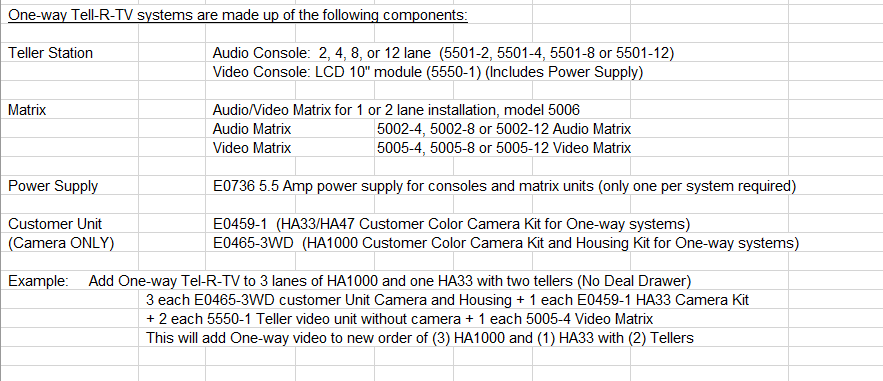 One-way Tell-R-TV systems are made up of the following components:
Teller Station Audio Console: 2, 4, 8, or 12 lane (5501-2, 5501-4, 5501-8 or 5501-12)
Video Console: LCD 10" module (5550-1) (Includes Power Supply)
Matrix Audio/Video Matrix for 1 or 2 lane installation, model 5006
Audio Matrix 5002-4, 5002-8 or 5002-12 Audio Matrix
Video Matrix 5005-4, 5005-8 or 5005-12 Video Matrix
Power Supply E0736 5.5 Amp power supply for consoles and matrix units (only one per system required)
Customer Unit E0459-1 (HA33/HA47 Customer Color Camera Kit for One-way systems)
(Camera ONLY) E0465-3WD (HA1000 Customer Color Camera Kit and Housing Kit for One-way systems)
Example: Add One-way Tel-R-TV to 3 lanes of HA1000 and one HA33 with two tellers (No Deal Drawer)
3 each E0465-3WD customer Unit Camera and Housing + 1 each E0459-1 HA33 Camera Kit
+ 2 each 5550-1 Teller video unit without camera + 1 each 5005-4 Video Matrix
This will add One-way video to new order of (3) HA1000 and (1) HA33 with (2) Tellers